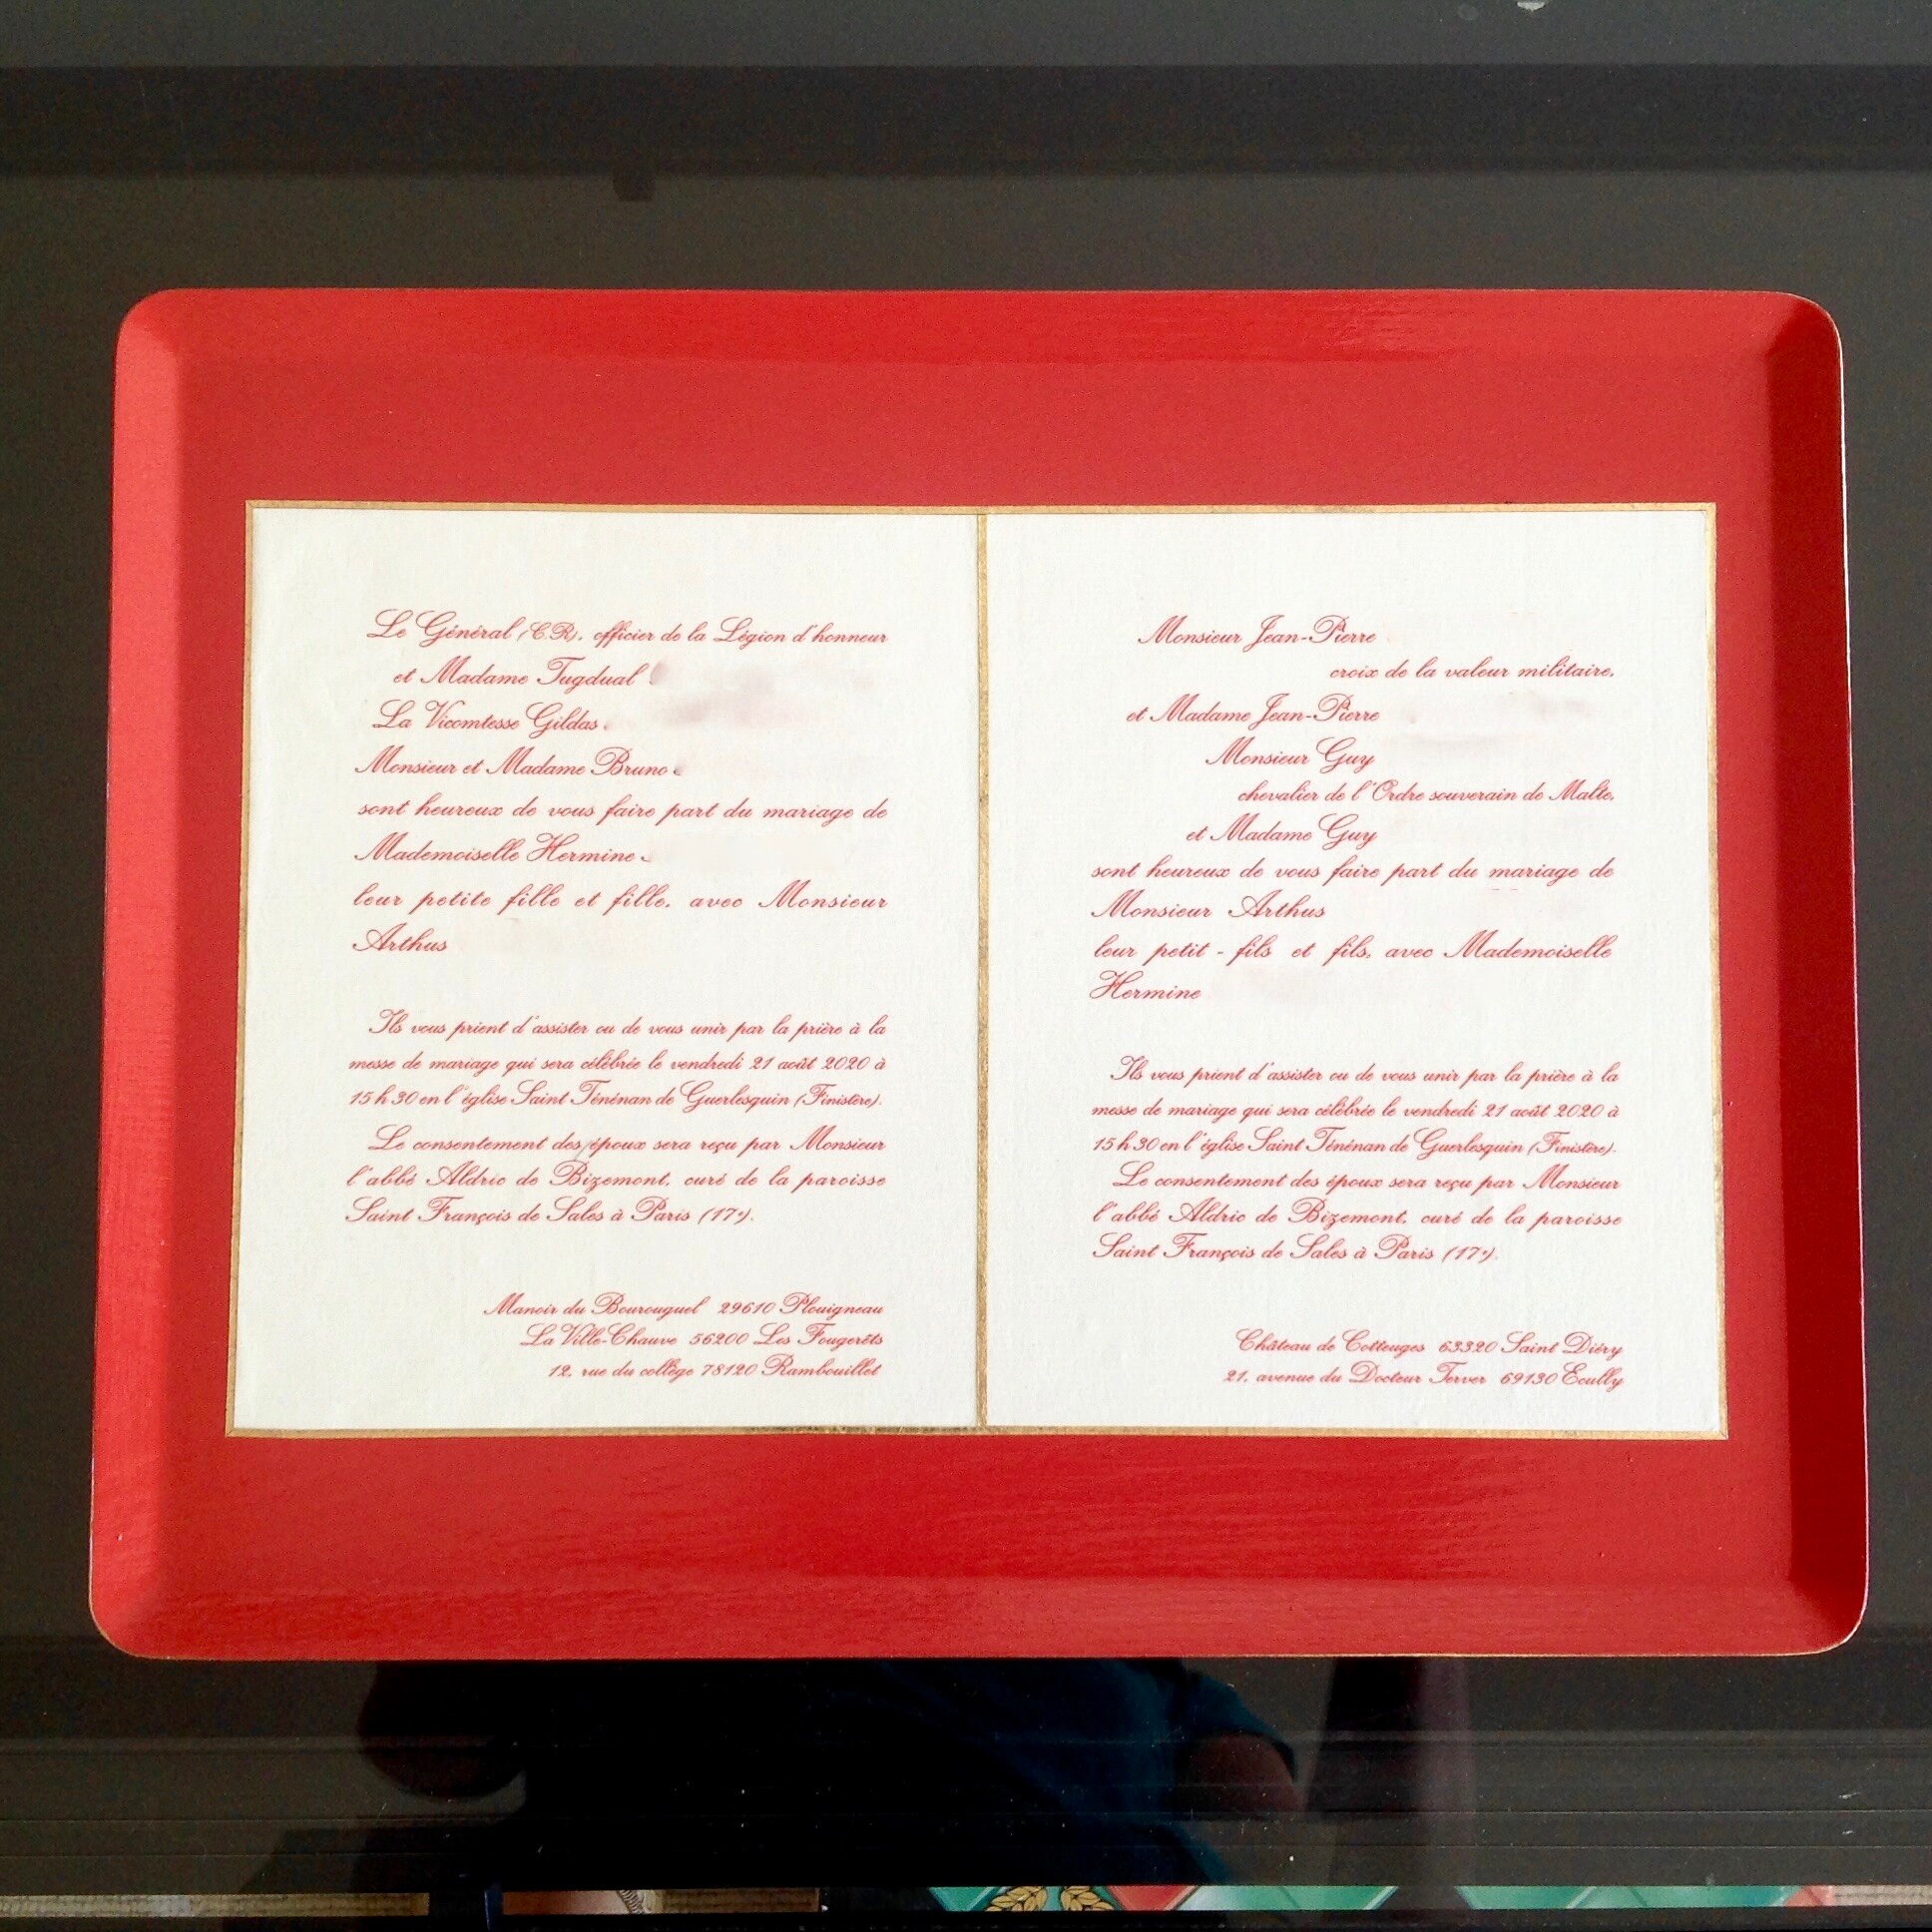 Le Général (C.R), officier de la Légion d'honneur
et Madame Tugdual
La Vicomtesse Gildas
Monsieur et Madame Bruno
sont heureux de vous faire part du mariage de
Mademoiselle Hermine
leur petite fille et fille, avec Monsieur
Arthus
Ils vous prient d'assister ou de vous unir par la prière à la
messe de mariage qui sera célébrée le vendredi 21 août 2020 à
15 h 30 en l'église Saint Ténénan de Guerlesquin (Finistère).
Le consentement des époux sera reçu par Monsieur
l'abbé Aldric de Bizemont, curé de la paroisse
Saint François de Sales à Paris (17e).
Manoir du Bourouguel 29610 Plouigneau
La Ville-Chauve 56200 Les Fougerêts
12, rue du collège 78120 Rambouillet
Monsieur Jean-Pierre
croix de la valeur militaire,
et Madame Jean-Pierre
Monsieur Guy
chevalier de l'Ordre souverain de Malte,
et Madame Guy
sont heureux de vous faire part du mariage de
Monsieur Arthus
leur petit - fils et fils, avec Mademoiselle
Hermine
Ils vous prient d'assister ou de vous unir par la prière à la
messe de mariage qui sera célébrée le vendredi 21 août 2020 à
15 h 30 en l'église Saint Ténénan de Guerlesquin (Finistère).
Le consentement des époux sera reçu par Monsieur
l'abbé Aldric de Bizemont, curé de la paroisse
Saint François de Sales à Paris (17e).
Château de Cotteuges 63320 Saint Diéry
21, avenue du Docteur Terver 69130 Ecully